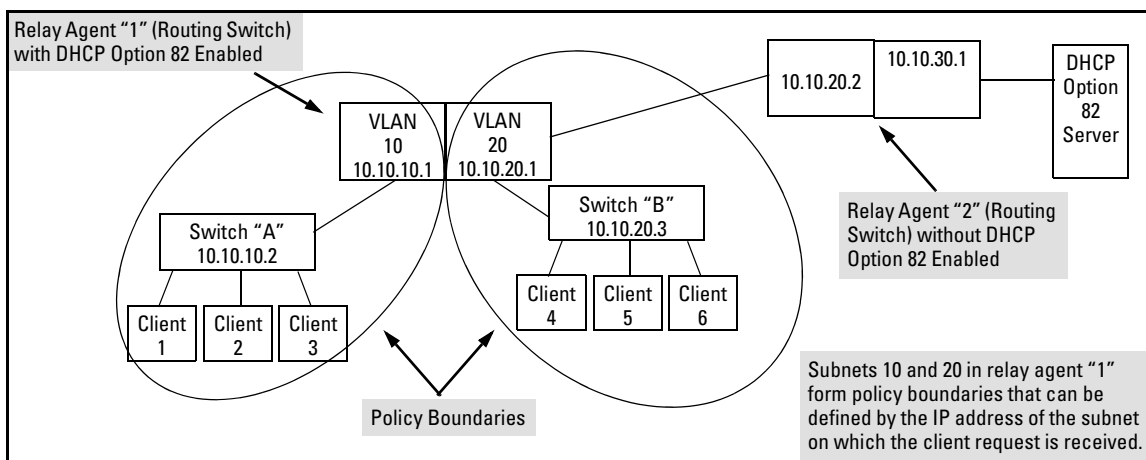 Relay Agent “1” (Routing Switch)
with DHCP Option 82 Enabled
10.10.20.2
10.10.30.1
DHCP
Option
82
Server
VLAN
10
10.10.10.1
VLAN
20
10.10.20.1
Switch “A”
10.10.10.2
Switch “B”
10.10.20.3
Relay Agent “2” (Routing
Switch) without DHCP
Option 82 Enabled
Client
1
Client
2
Client
3
Client
4
Client
5
Client
6
Policy Boundaries
Subnets 10 and 20 in relay agent “1”
form policy boundaries that can be
defined by the IP address of the subnet
on which the client request is received.